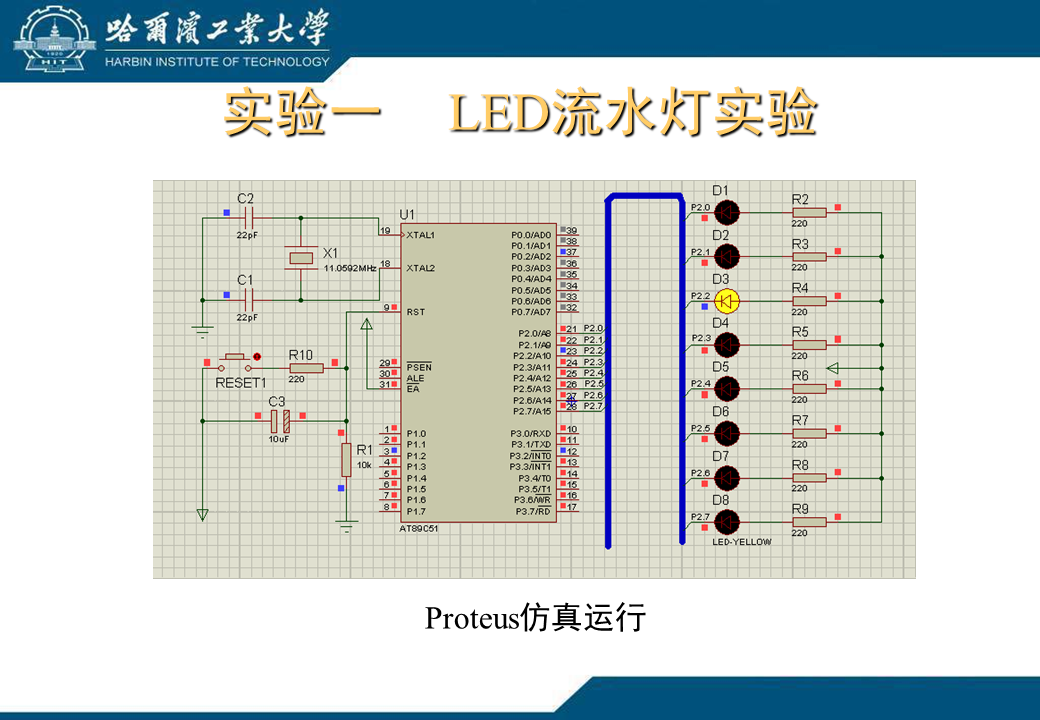 哈爾濱工業大學
HARBIN INSTITUTE OF TECHNOLOGY
1920
HIT
实验一 LED流水灯实验
C2
22pF
X1
11.0592MHz
C1
22pF
RESET1
R10
220
C3
10uF
R1
10k
U1
19 XTAL1
18 XTAL2
9 RST
29 PSEN
30 ALE
31 EA
1 P1.0
2 P1.1
3 P1.2
4 P1.3
5 P1.4
6 P1.5
7 P1.6
8 P1.7
P0.0/AD0 39
P0.1/AD1 38
P0.2/AD2 37
P0.3/AD3 36
P0.4/AD4 35
P0.5/AD5 34
P0.6/AD6 33
P0.7/AD7 32
P2.0/A8 21 P2.0
P2.1/A9 22 P2.1
P2.2/A10 23 P2.2
P2.3/A11 24 P2.3
P2.4/A12 25 P2.4
P2.5/A13 26 P2.5
P2.6/A14 27 P2.6
P2.7/A15 28 P2.7
P3.0/RXD 10
P3.1/TXD 11
P3.2/INT0 12
P3.3/INT1 13
P3.4/T0 14
P3.5/T1 15
P3.6/WR 16
P3.7/RD 17
AT89C51
D1
P2.0
R2
220
D2
P2.1
R3
220
D3
P2.2
R4
220
D4
P2.3
R5
220
D5
P2.4
R6
220
D6
P2.5
R7
220
D7
P2.6
R8
220
D8
P2.7
R9
220
LED-YELLOW
Proteus仿真运行